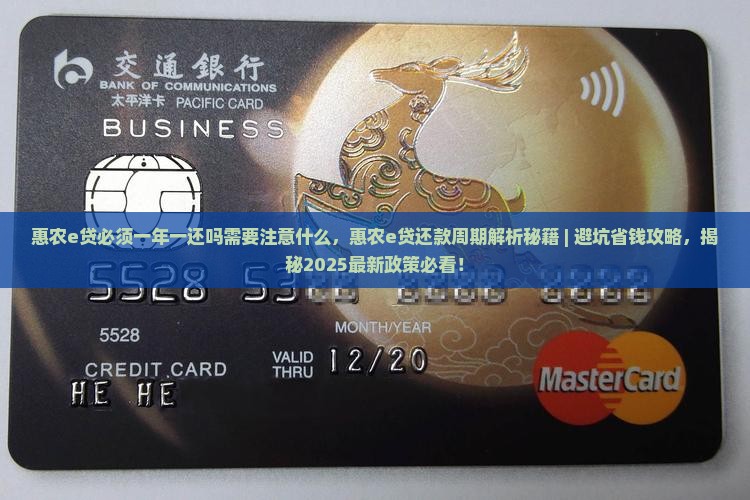 交通銀行
BANK OF COMMUNICATIONS
太平洋卡 PACIFIC CARD
BUSINESS
惠农e贷必须一年一还吗需要注意什么，惠农e贷还款周期解析秘籍 | 避坑省钱攻略，揭
秘2025最新政策必看！
5528 53
5528
MONTH/YEAR
CREDIT CARD
VALID
THRU 12/20
HE HE
MasterCard